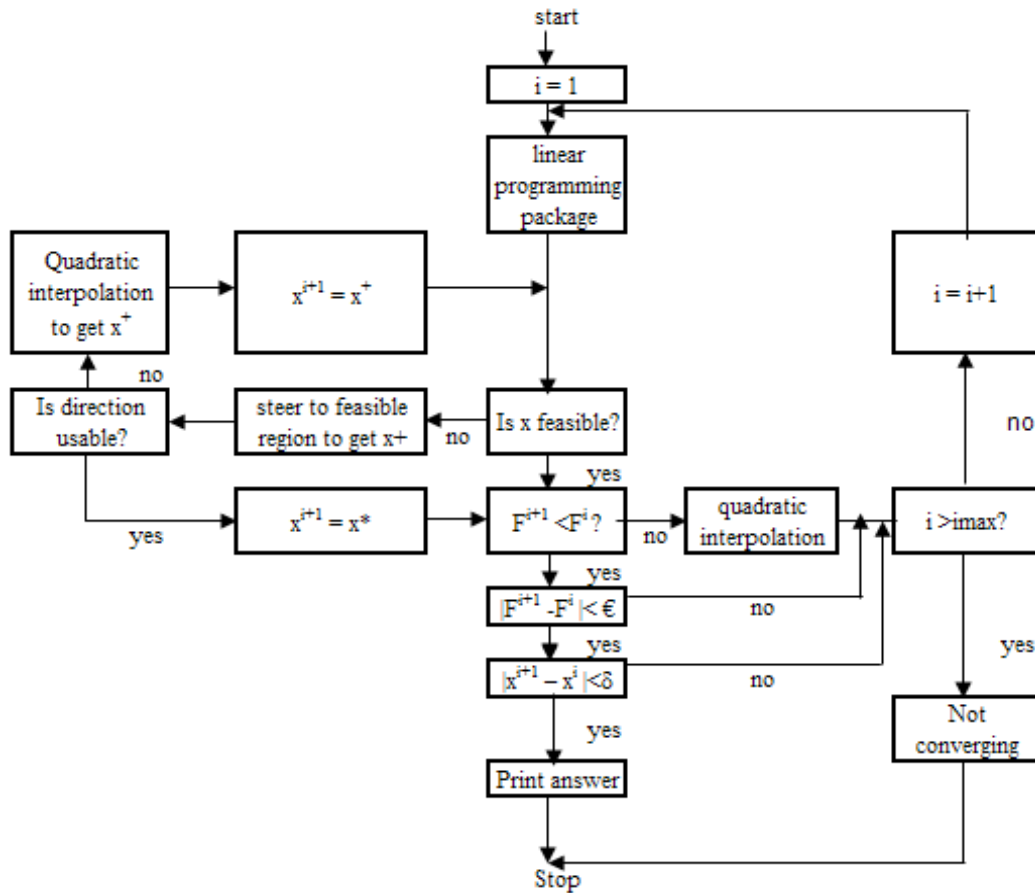 start
i = 1
linear
programming
package
Quadratic
interpolation
to get x⁺
xⁱ⁺¹ = x⁺
i = i+1
no
Is direction
usable?
steer to feasible
region to get x+
no
Is x feasible?
no
yes
yes
xⁱ⁺¹ = x*
Fⁱ⁺¹ <Fⁱ ?
no
quadratic
interpolation
i >imax?
yes
|Fⁱ⁺¹ -Fⁱ |< €
no
yes
yes
|xⁱ⁺¹ – xⁱ |<δ
no
yes
Not
converging
Print answer
Stop